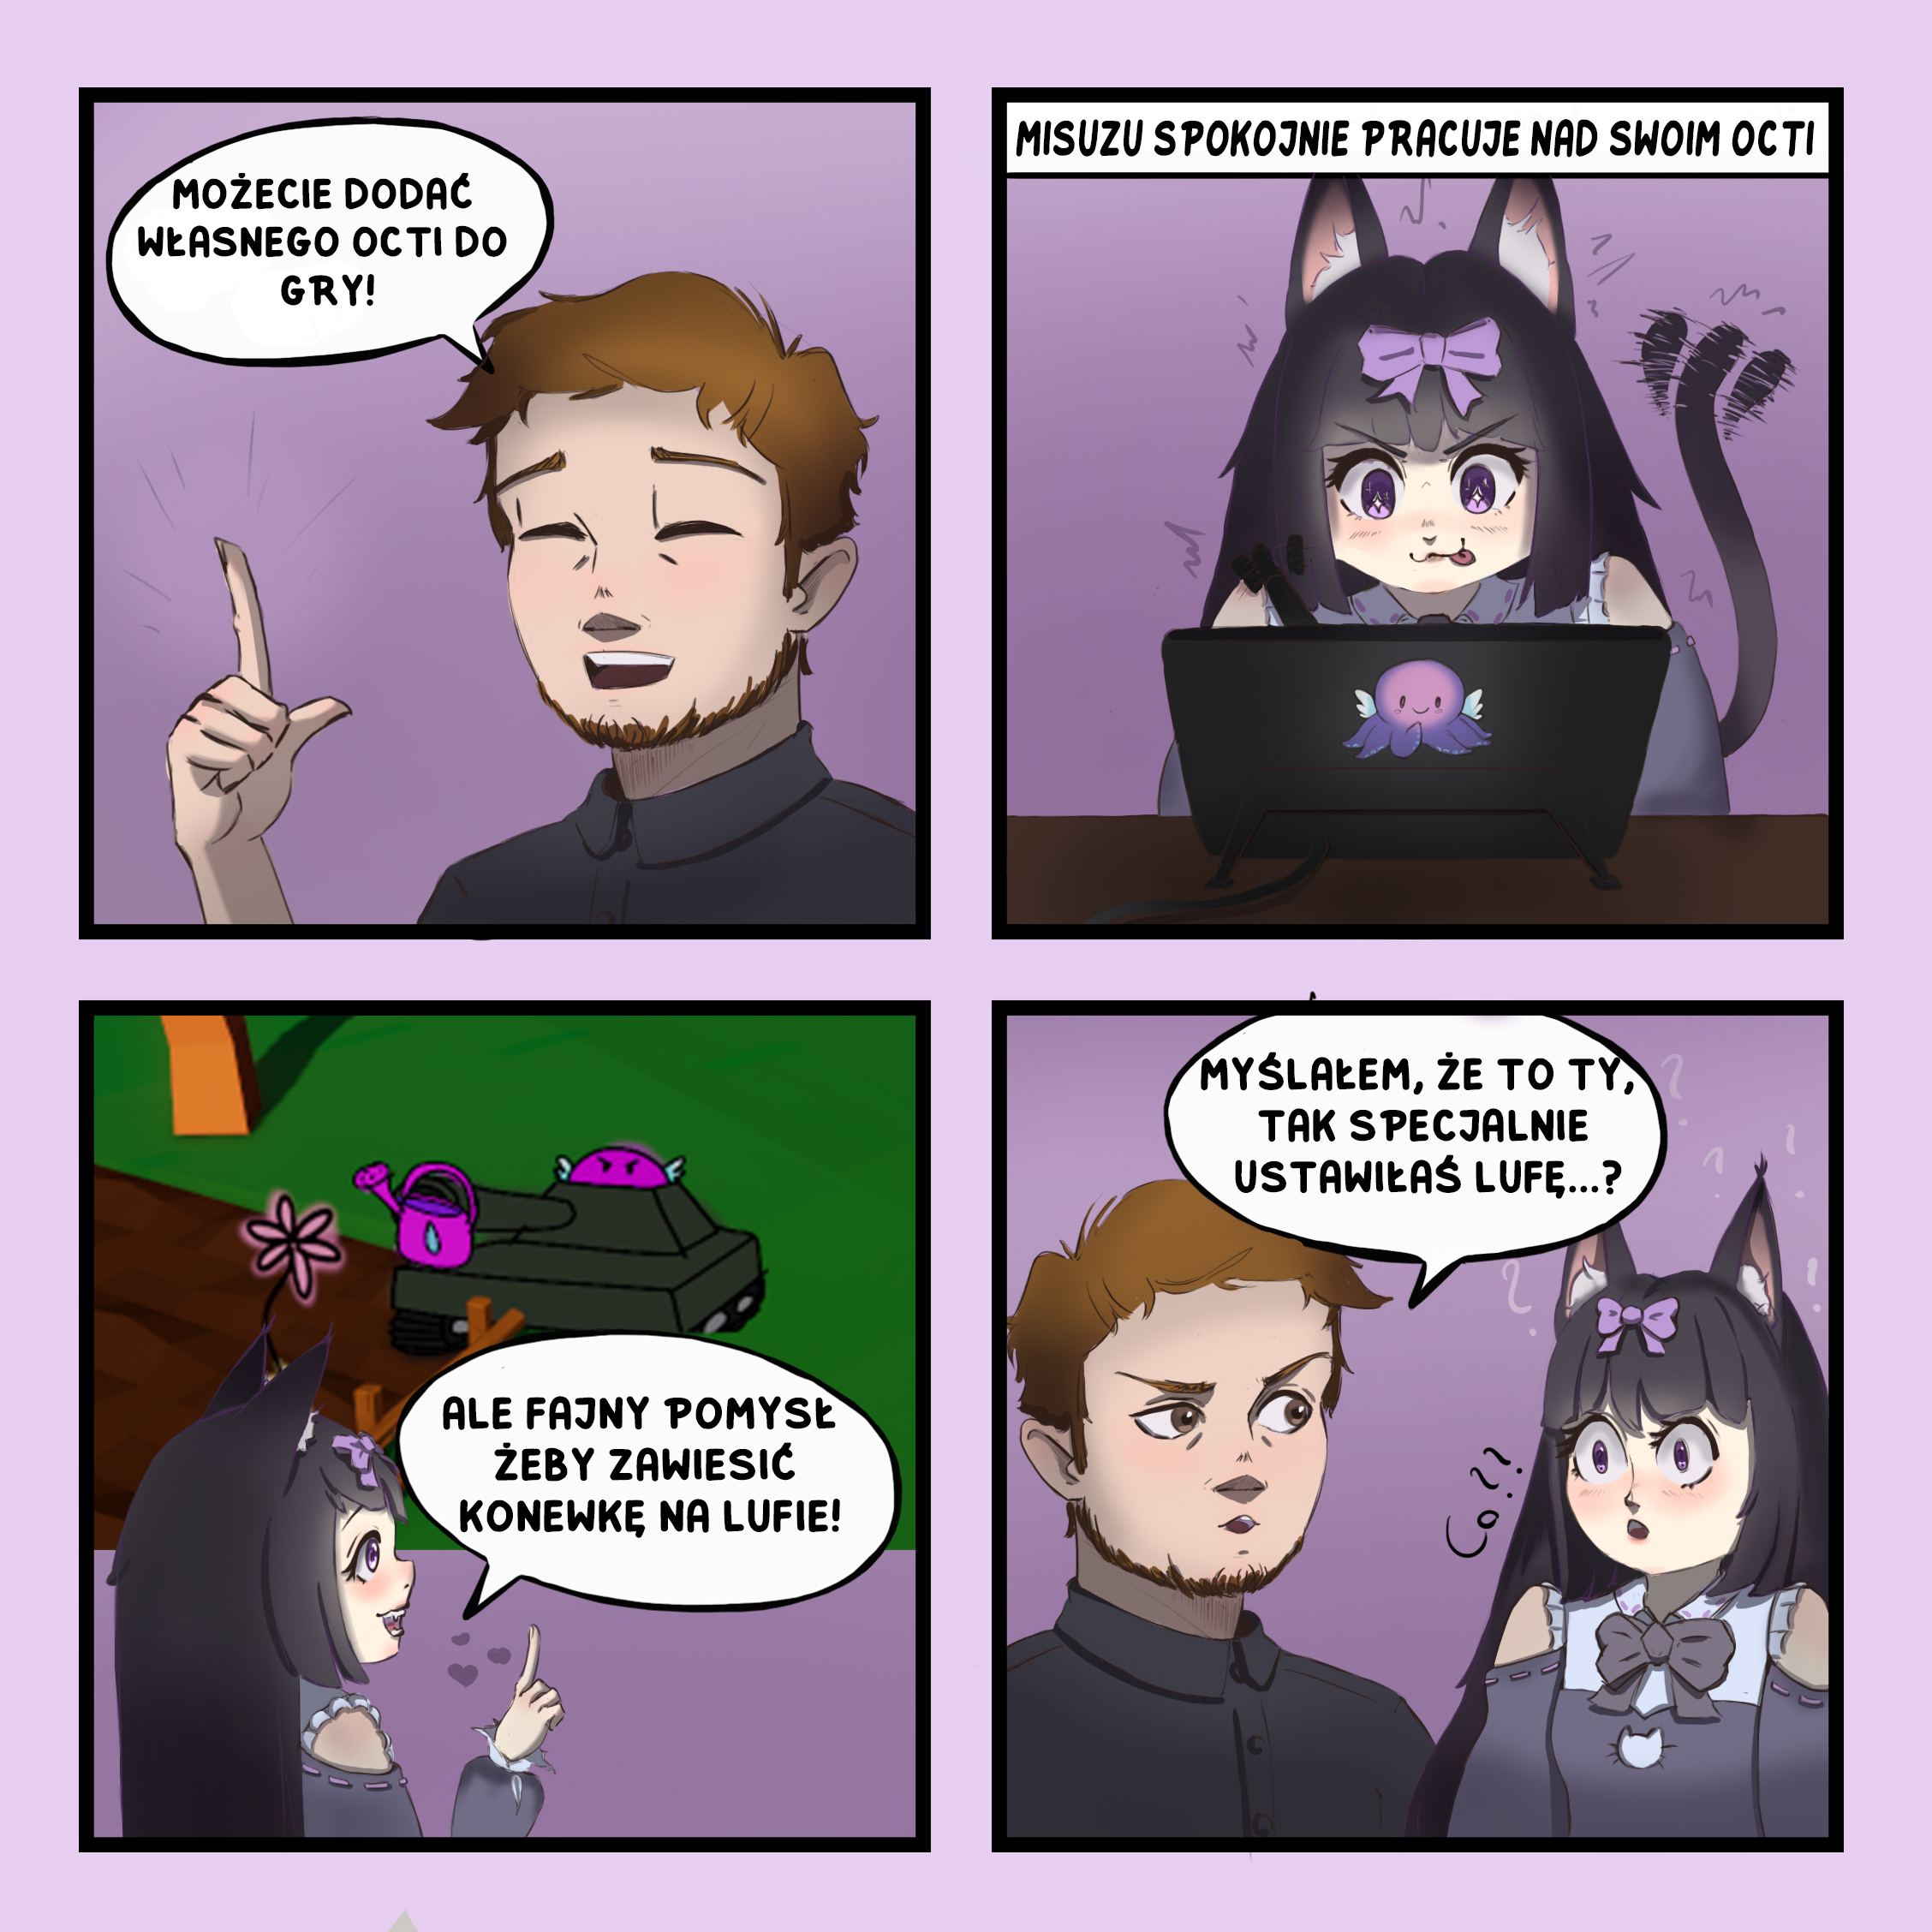 MOŻECIE DODAĆ
WŁASNEGO OCTI DO
GRY!
MISUZU SPOKOJNIE PRACUJE NAD SWOIM OCTI
ALE FAJNY POMYSŁ
ŻEBY ZAWIESIĆ
KONEWKĘ NA LUFIE!
MYŚLAŁEM, ŻE TO TY,
TAK SPECJALNIE
USTAWIŁAŚ LUFĘ...?
Co??